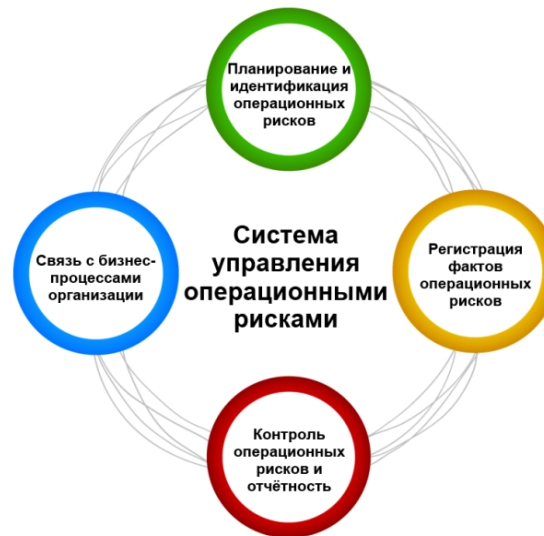 Планирование и
идентификация
операционных
рисков
Связь с бизнес-
процессами
организации
Система
управления
операционными
рисками
Регистрация
фактов
операционных
рисков
Контроль
операционных
рисков и
отчётность